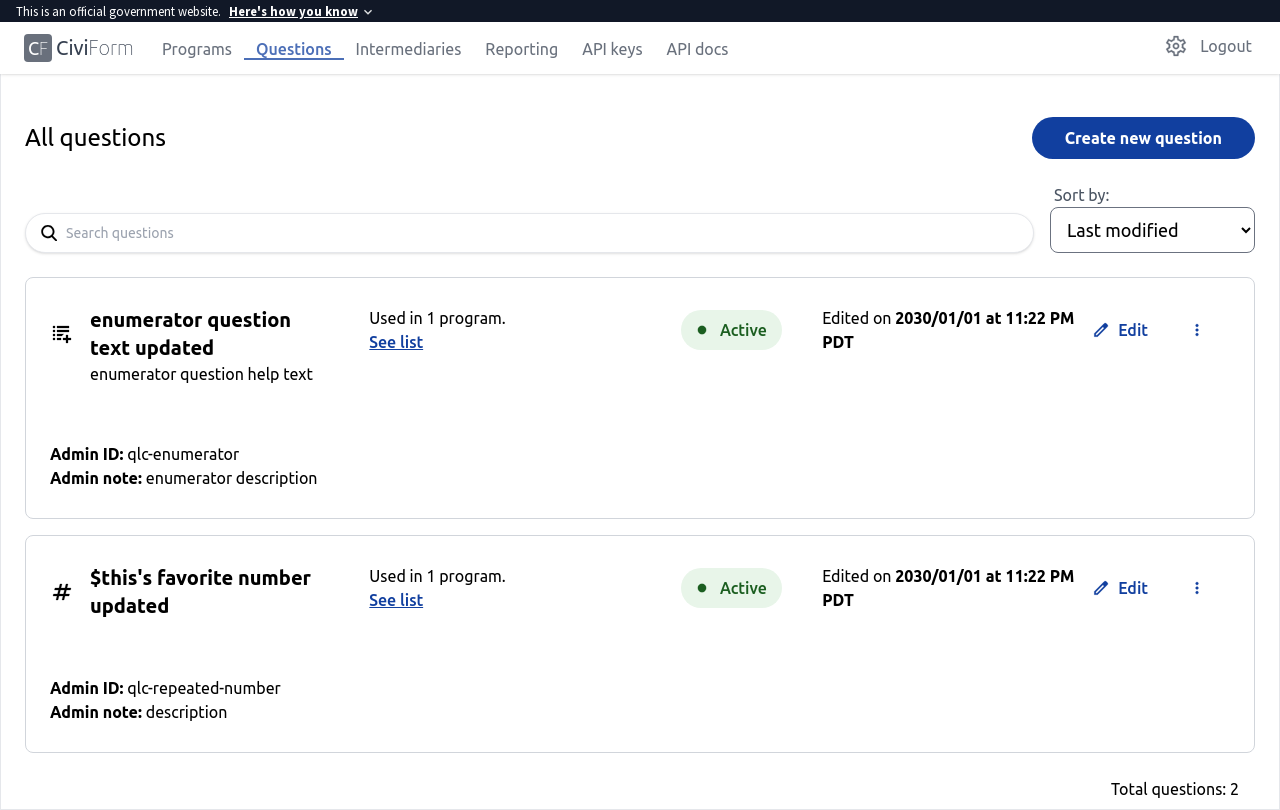 This is an official government website. Here's how you know
CF CiviForm Programs Questions Intermediaries Reporting API keys API docs Logout
All questions
Create new question
Sort by:
Search questions
Last modified
enumerator question
text updated
enumerator question help text
Used in 1 program.
See list
Active
Edited on 2030/01/01 at 11:22 PM
PDT
Edit
Admin ID: qlc-enumerator
Admin note: enumerator description
# $this's favorite number
updated
Used in 1 program.
See list
Active
Edited on 2030/01/01 at 11:22 PM
PDT
Edit
Admin ID: qlc-repeated-number
Admin note: description
Total questions: 2